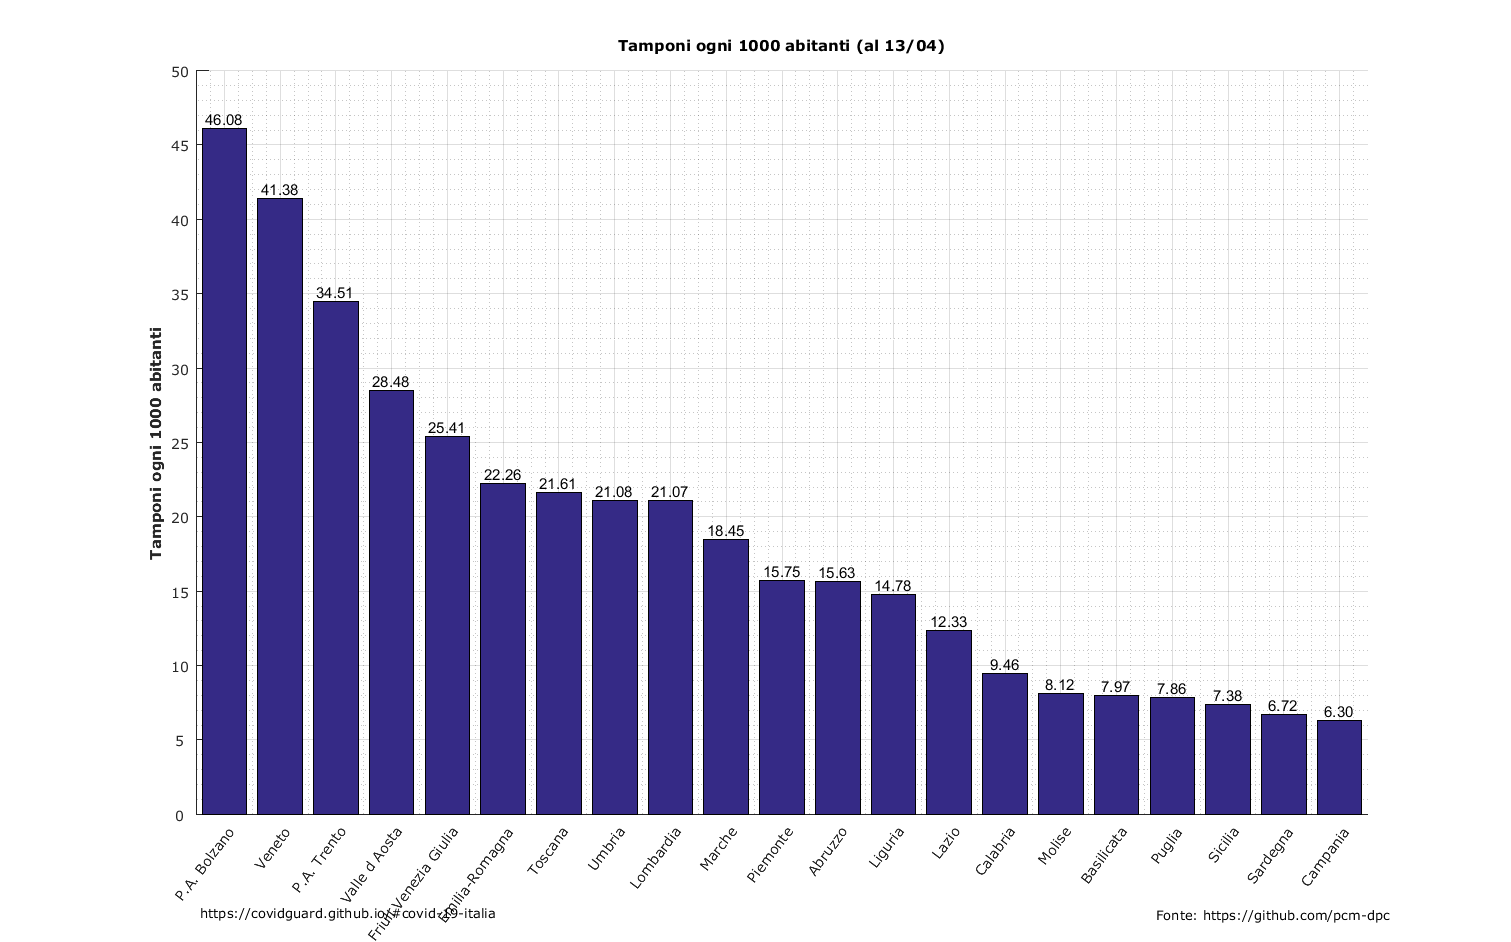 Tamponi ogni 1000 abitanti (al 13/04)
Tamponi ogni 1000 abitanti
50
45
40
35
30
25
20
15
10
5
0
46.08
41.38
34.51
28.48
25.41
22.26
21.61
21.08
21.07
18.45
15.75
15.63
14.78
12.33
9.46
8.12
7.97
7.86
7.38
6.72
6.30
P.A. Bolzano
Veneto
P.A. Trento
Valle d Aosta
Friuli Venezia Giulia
Emilia-Romagna
Toscana
Umbria
Lombardia
Marche
Piemonte
Abruzzo
Liguria
Lazio
Calabria
Molise
Basilicata
Puglia
Sicilia
Sardegna
Campania
https://covidguard.github.io/#covid-19-italia
Fonte: https://github.com/pcm-dpc